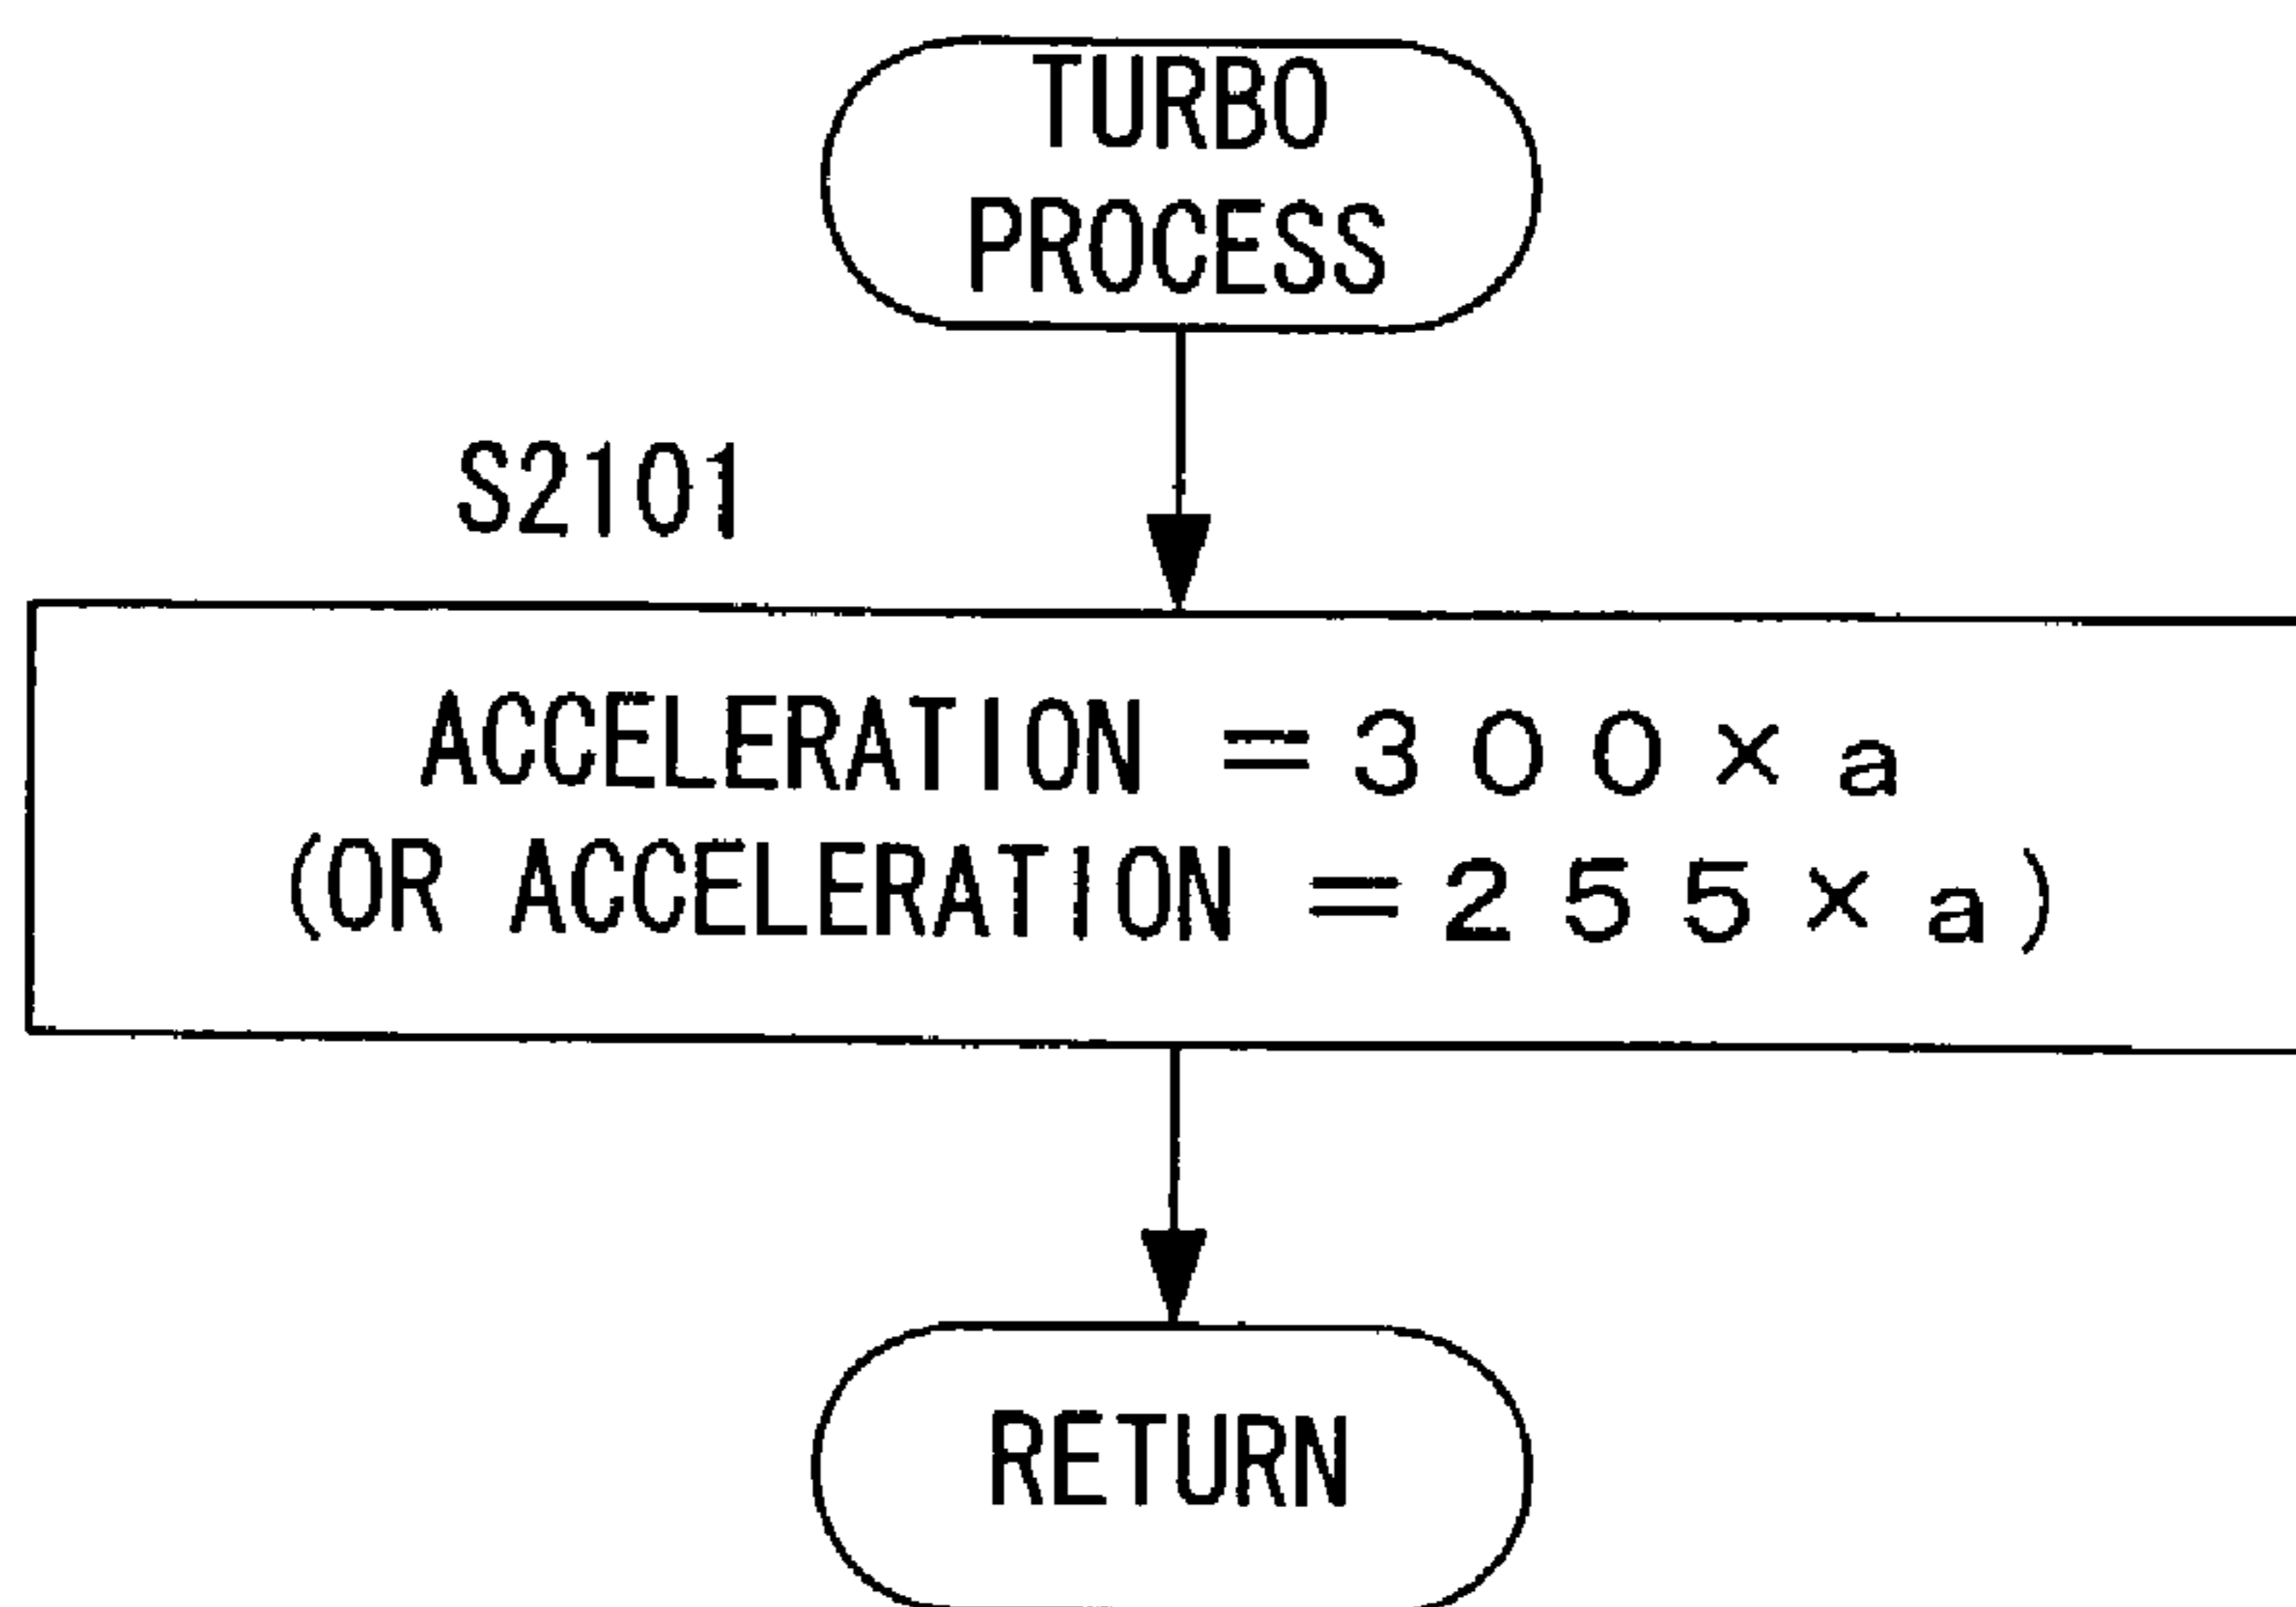 TURBO
PROCESS
S2101
ACCELERATION =300×a
(OR ACCELERATION =255×a)
RETURN